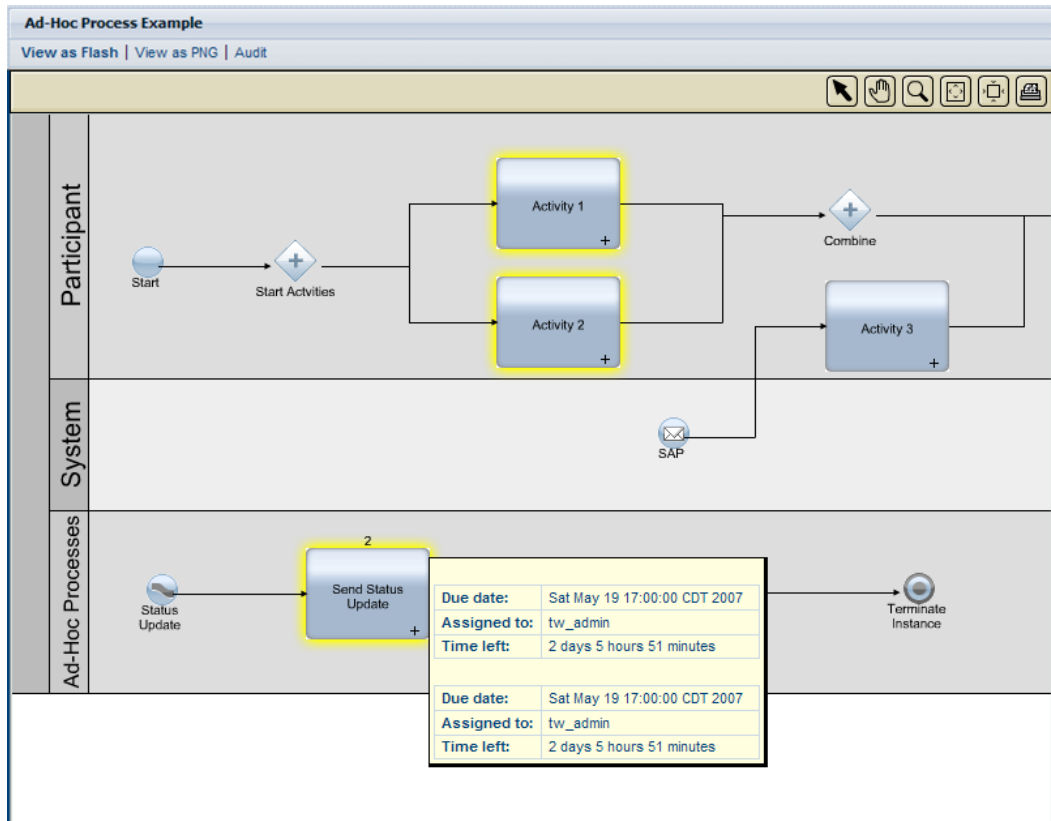 Ad-Hoc Process Example
View as Flash | View as PNG | Audit
Participant
Start
Start Actvities
Activity 1
Activity 2
Combine
Activity 3
System
SAP
Ad-Hoc Processes
Status
Update
2
Send Status
Update
Due date: Sat May 19 17:00:00 CDT 2007
Assigned to: tw_admin
Time left: 2 days 5 hours 51 minutes
Due date: Sat May 19 17:00:00 CDT 2007
Assigned to: tw_admin
Time left: 2 days 5 hours 51 minutes
Terminate
Instance